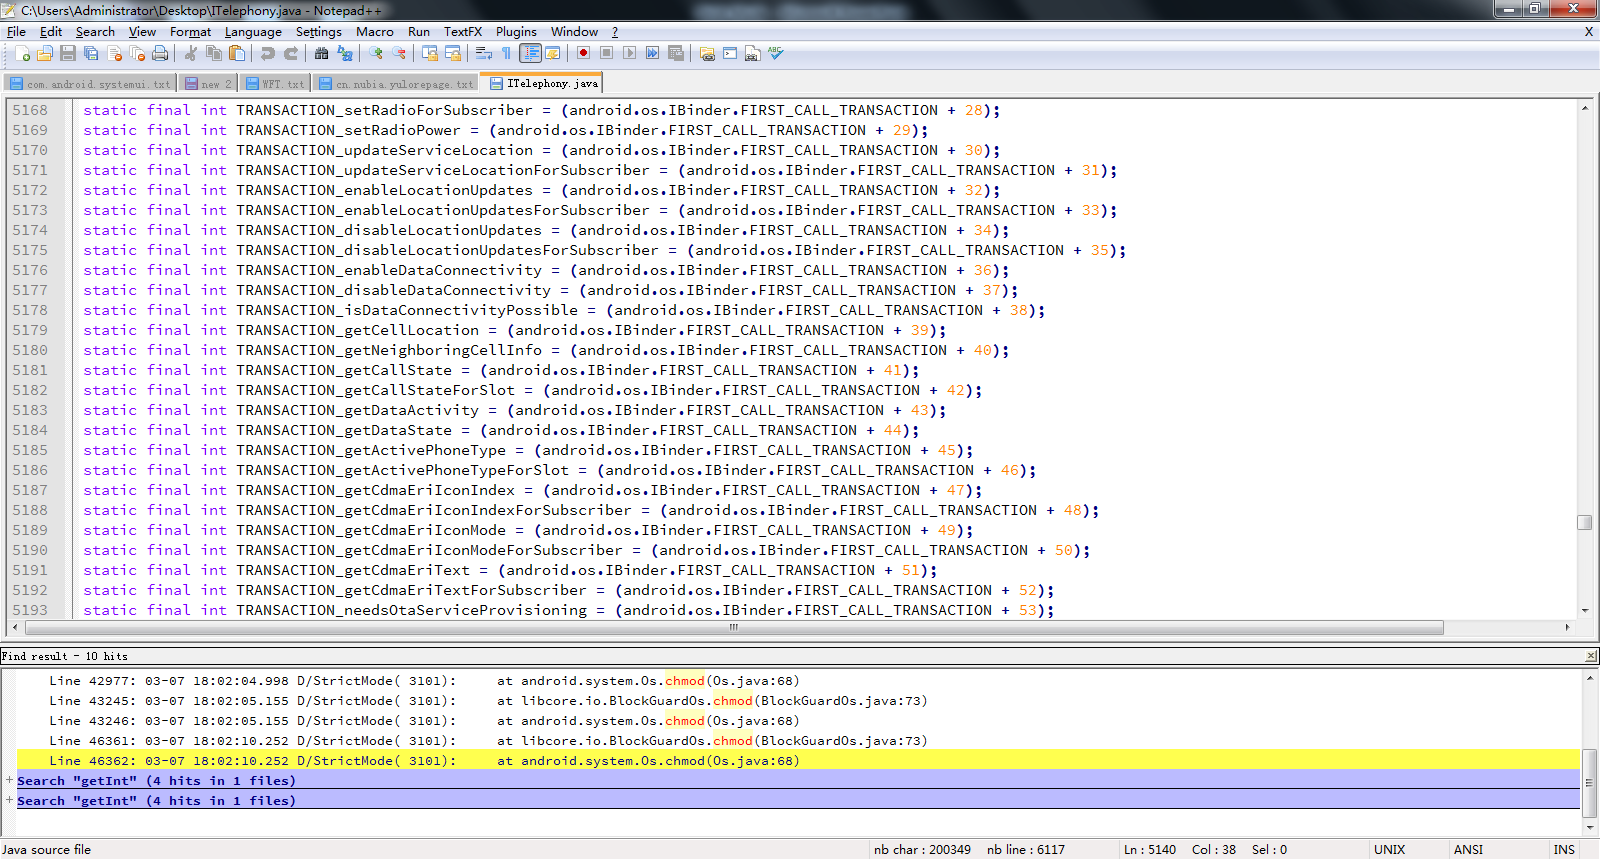 C:\Users\Administrator\Desktop\ITelephony.java - Notepad++
File Edit Search View Format Language Settings Macro Run TextFX Plugins Window ? X
com.android.systemui.txt new 2 WFT.txt cn.nubia.yulorepage.txt ITelephony.java
5168 static final int TRANSACTION_setRadioForSubscriber = (android.os.IBinder.FIRST_CALL_TRANSACTION + 28);
5169 static final int TRANSACTION_setRadioPower = (android.os.IBinder.FIRST_CALL_TRANSACTION + 29);
5170 static final int TRANSACTION_updateServiceLocation = (android.os.IBinder.FIRST_CALL_TRANSACTION + 30);
5171 static final int TRANSACTION_updateServiceLocationForSubscriber = (android.os.IBinder.FIRST_CALL_TRANSACTION + 31);
5172 static final int TRANSACTION_enableLocationUpdates = (android.os.IBinder.FIRST_CALL_TRANSACTION + 32);
5173 static final int TRANSACTION_enableLocationUpdatesForSubscriber = (android.os.IBinder.FIRST_CALL_TRANSACTION + 33);
5174 static final int TRANSACTION_disableLocationUpdates = (android.os.IBinder.FIRST_CALL_TRANSACTION + 34);
5175 static final int TRANSACTION_disableLocationUpdatesForSubscriber = (android.os.IBinder.FIRST_CALL_TRANSACTION + 35);
5176 static final int TRANSACTION_enableDataConnectivity = (android.os.IBinder.FIRST_CALL_TRANSACTION + 36);
5177 static final int TRANSACTION_disableDataConnectivity = (android.os.IBinder.FIRST_CALL_TRANSACTION + 37);
5178 static final int TRANSACTION_isDataConnectivityPossible = (android.os.IBinder.FIRST_CALL_TRANSACTION + 38);
5179 static final int TRANSACTION_getCellLocation = (android.os.IBinder.FIRST_CALL_TRANSACTION + 39);
5180 static final int TRANSACTION_getNeighboringCellInfo = (android.os.IBinder.FIRST_CALL_TRANSACTION + 40);
5181 static final int TRANSACTION_getCallState = (android.os.IBinder.FIRST_CALL_TRANSACTION + 41);
5182 static final int TRANSACTION_getCallStateForSlot = (android.os.IBinder.FIRST_CALL_TRANSACTION + 42);
5183 static final int TRANSACTION_getDataActivity = (android.os.IBinder.FIRST_CALL_TRANSACTION + 43);
5184 static final int TRANSACTION_getDataState = (android.os.IBinder.FIRST_CALL_TRANSACTION + 44);
5185 static final int TRANSACTION_getActivePhoneType = (android.os.IBinder.FIRST_CALL_TRANSACTION + 45);
5186 static final int TRANSACTION_getActivePhoneTypeForSlot = (android.os.IBinder.FIRST_CALL_TRANSACTION + 46);
5187 static final int TRANSACTION_getCdmaEriIconIndex = (android.os.IBinder.FIRST_CALL_TRANSACTION + 47);
5188 static final int TRANSACTION_getCdmaEriIconIndexForSubscriber = (android.os.IBinder.FIRST_CALL_TRANSACTION + 48);
5189 static final int TRANSACTION_getCdmaEriIconMode = (android.os.IBinder.FIRST_CALL_TRANSACTION + 49);
5190 static final int TRANSACTION_getCdmaEriIconModeForSubscriber = (android.os.IBinder.FIRST_CALL_TRANSACTION + 50);
5191 static final int TRANSACTION_getCdmaEriText = (android.os.IBinder.FIRST_CALL_TRANSACTION + 51);
5192 static final int TRANSACTION_getCdmaEriTextForSubscriber = (android.os.IBinder.FIRST_CALL_TRANSACTION + 52);
5193 static final int TRANSACTION_needsOtaServiceProvisioning = (android.os.IBinder.FIRST_CALL_TRANSACTION + 53);
Find result - 10 hits
Line 42977: 03-07 18:02:04.998 D/StrictMode( 3101): at android.system.Os.chmod(Os.java:68)
Line 43245: 03-07 18:02:05.155 D/StrictMode( 3101): at libcore.io.BlockGuardOs.chmod(BlockGuardOs.java:73)
Line 43246: 03-07 18:02:05.155 D/StrictMode( 3101): at android.system.Os.chmod(Os.java:68)
Line 46361: 03-07 18:02:10.252 D/StrictMode( 3101): at libcore.io.BlockGuardOs.chmod(BlockGuardOs.java:73)
Line 46362: 03-07 18:02:10.252 D/StrictMode( 3101): at android.system.Os.chmod(Os.java:68)
Search "getInt" (4 hits in 1 files)
Search "getInt" (4 hits in 1 files)
Java source file nb char : 200349 nb line : 6117 Ln : 5140 Col : 38 Sel : 0 UNIX ANSI INS